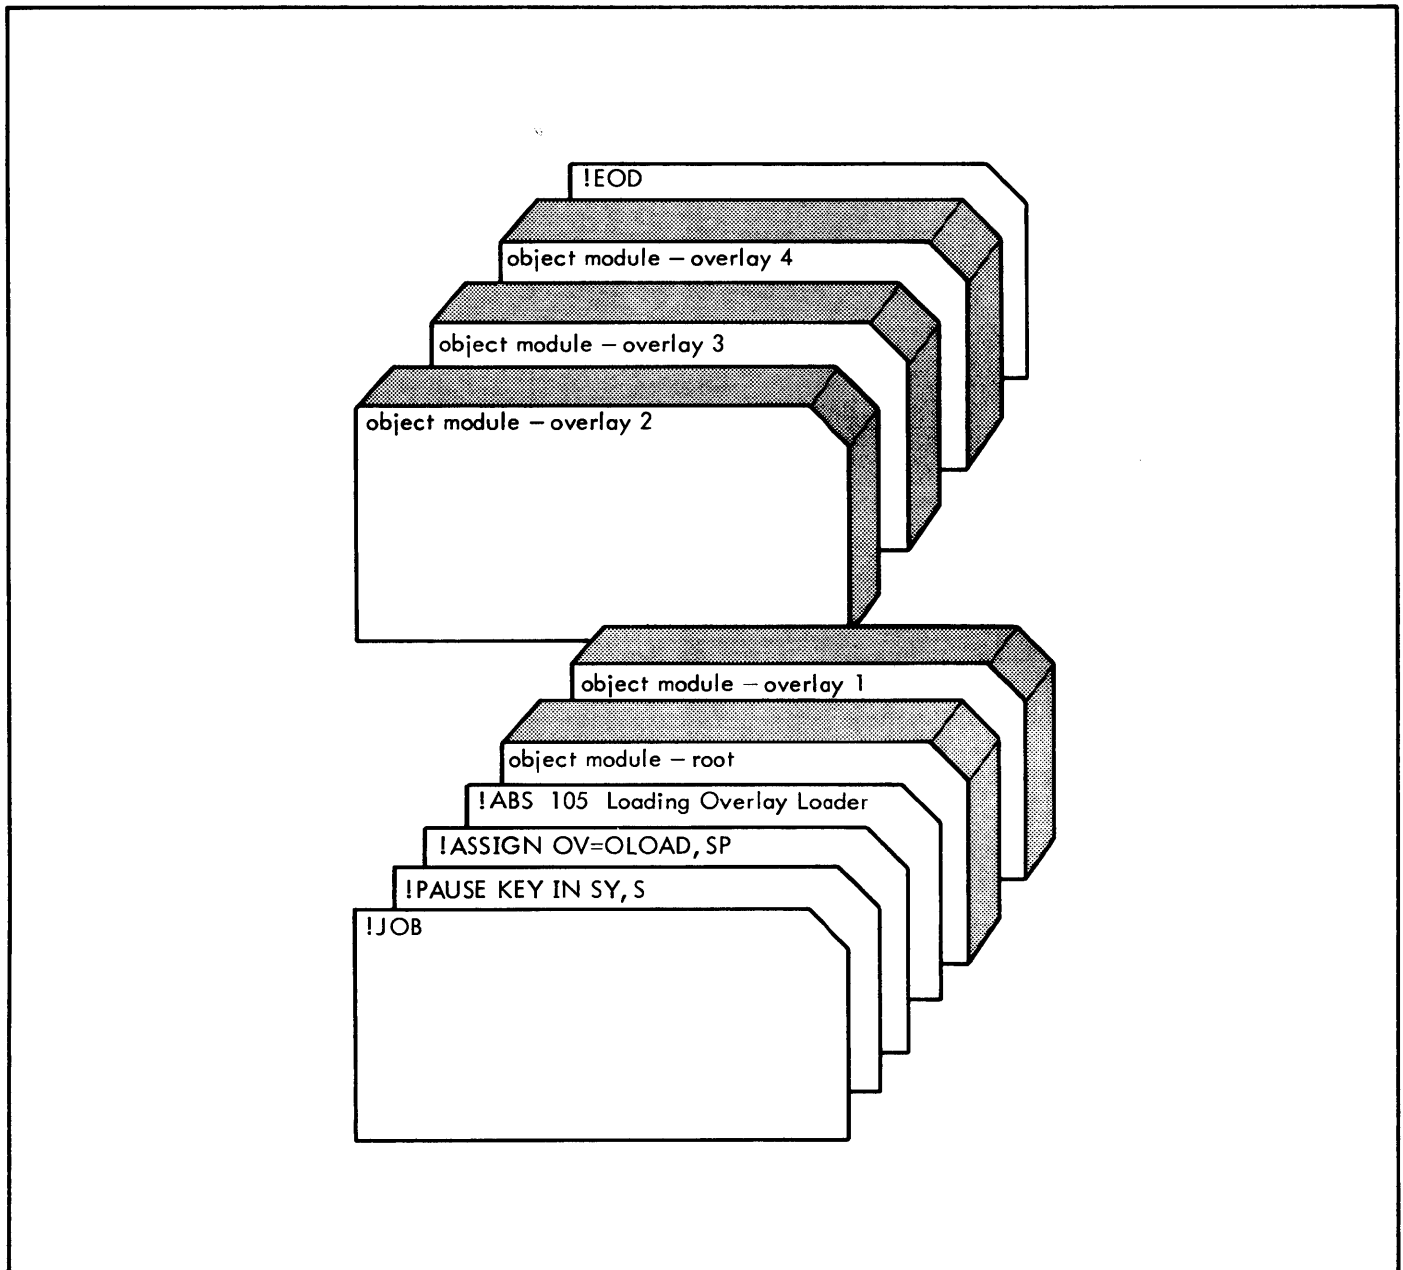 !EOD
object module – overlay 4
object module – overlay 3
object module – overlay 2
object module – overlay 1
object module – root
!ABS 105 Loading Overlay Loader
!ASSIGN OV=OLOAD, SP
!PAUSE KEY IN SY, S
!JOB